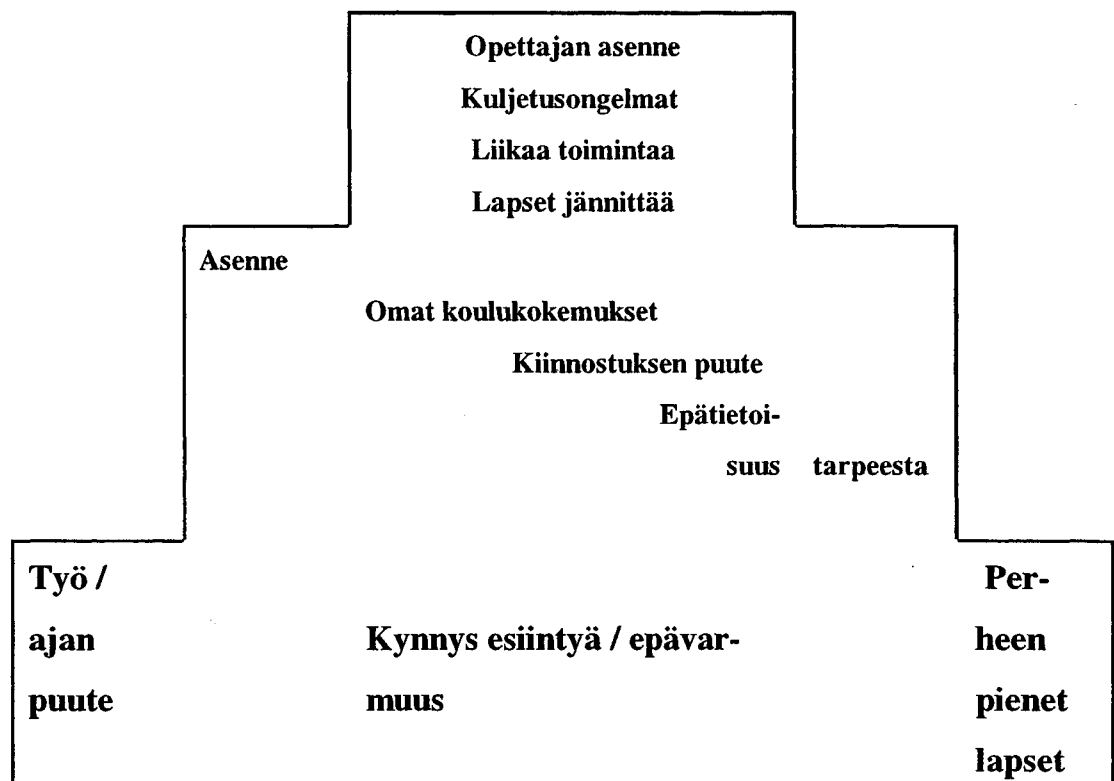 Opettajan asenne
Kuljetusongelmat
Liikaa toimintaa
Lapset jännittää
Asenne
Omat koulukokemukset
Kiinnostuksen puute
Epätietoi-
suus tarpeesta
Työ / Per-
ajan Kynnys esiintyä / epävar- heen
puute muus pienet
lapset